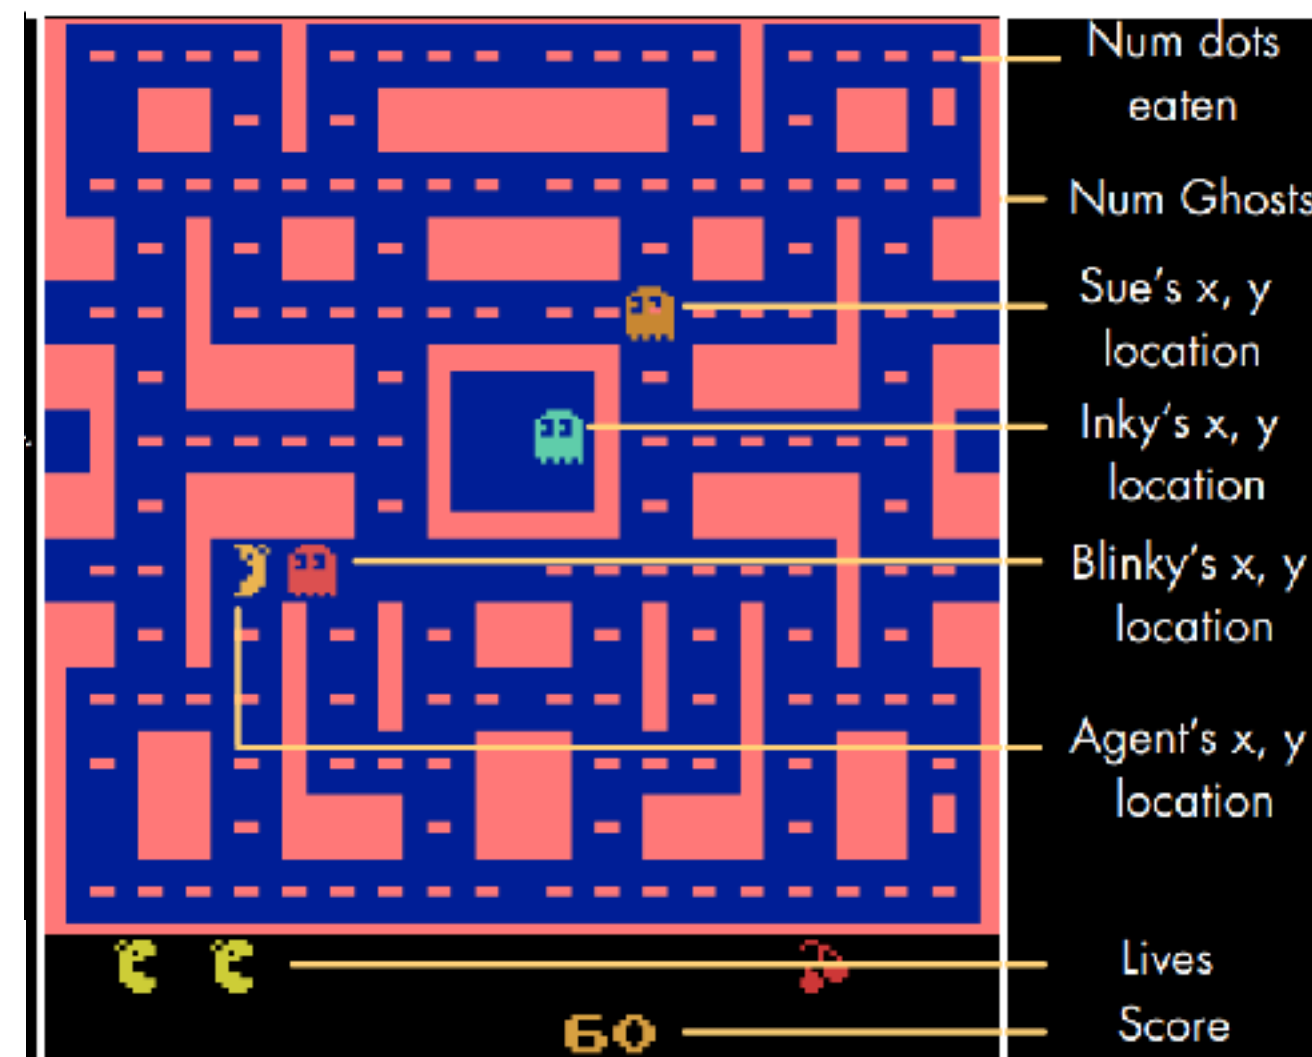 Num dots
eaten
Num Ghosts
Sue's x, y
location
Inky's x, y
location
Blinky's x, y
location
Agent's x, y
location
Lives
60
Score